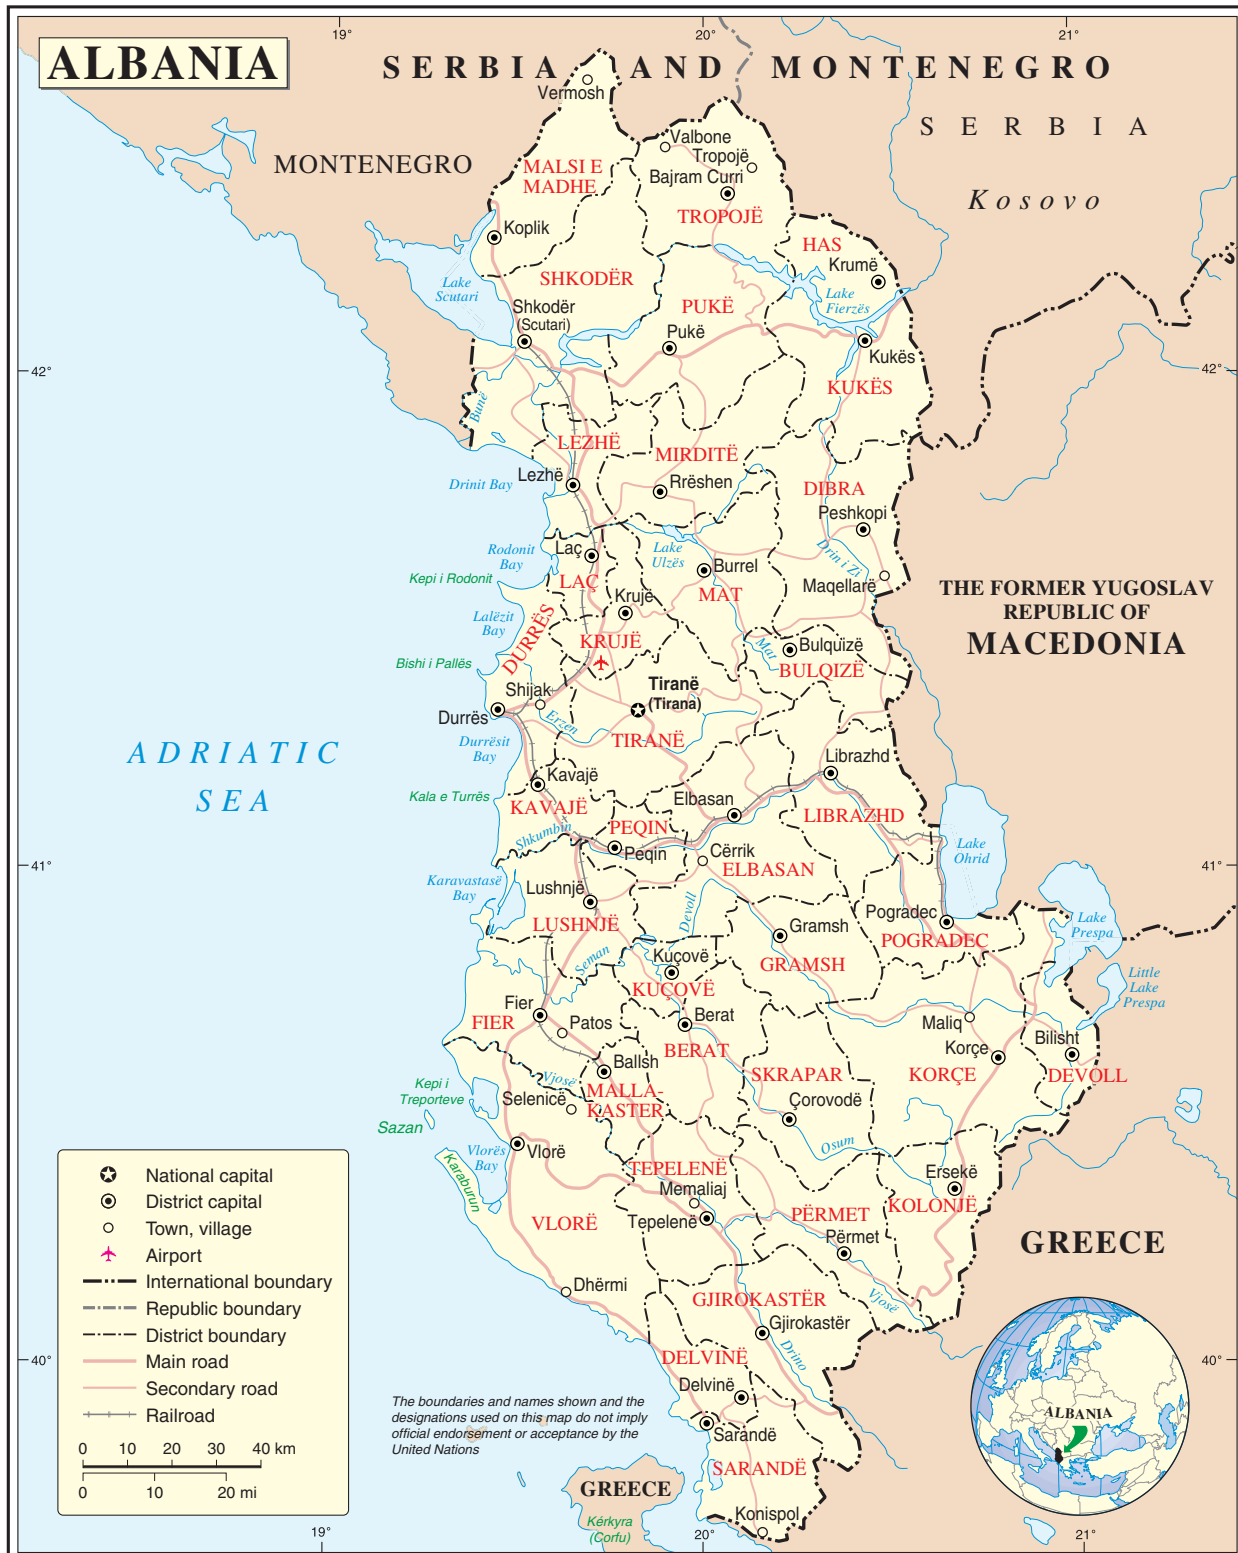 19°
20°
21°
ALBANIA
SERBIA AND MONTENEGRO
Vermosh
SERBIA
Valbone
Tropojë
MONTENEGRO
MALSI E
MADHE
Bajram Curri
Kosovo
TROPOJË
Koplik
HAS
Krumë
SHKODËR
Lake
Scutari
Lake
Fierzës
PUKË
Shkodër
(Scutari)
Pukë
Kukës
42°
42°
KUKËS
Bunë
LEZHË
MIRDITË
Lezhë
Drinit Bay
Rrëshen
DIBRA
Peshkopi
Rodonit
Bay
Laç
Lake
Ulzës
Drin i Zi
Kepi i Rodonit
LAÇ
Burrel
Maqellarë
MAT
THE FORMER YUGOSLAV
REPUBLIC OF
MACEDONIA
Krujë
Lalëzit
Bay
DURRËS
KRUJË
Mat
Bulqizë
BULQIZË
Bishi i Pallës
Shijak
Tiranë
(Tirana)
Durrës
Erzen
TIRANË
Durrësit
Bay
ADRIATIC
SEA
Librazhd
Kavajë
Kala e Turrës
KAVAJË
Elbasan
LIBRAZHD
PEQIN
Shkumbin
Peqin
Cërrik
Lake
Ohrid
41°
41°
ELBASAN
Karavastasë
Bay
Lushnjë
Devoll
LUSHNJË
Gramsh
Pogradec
POGRADEC
Lake
Prespa
Seman
Kuçovë
GRAMSH
KUÇOVË
Little
Lake
Prespa
Fier
FIER
Patos
Berat
BERAT
Maliq
Bilisht
Korçë
Ballsh
Vjosë
MALLA-
KASTER
SKRAPAR
KORÇE
DEVOLL
Kepi i
Treporteve
Selenicë
Çorovodë
Sazan
Vlorë
Vlorës
Bay
Osum
Karaburun
TEPELENË
Ersekë
Memaliaj
KOLONJË
VLORË
Tepelenë
PËRMET
Përmet
GREECE
Dhërmi
Vjosë
GJIROKASTËR
Gjirokastër
Drino
DELVINË
40°
40°
Delvinë
Sarandë
SARANDË
Konispol
GREECE
Kérkyra
(Corfu)
National capital
District capital
Town, village
Airport
International boundary
Republic boundary
District boundary
Main road
Secondary road
Railroad
0 10 20 30 40 km
0 10 20 mi
The boundaries and names shown and the
designations used on this map do not imply
official endorsement or acceptance by the
United Nations
ALBANIA
19°
20°
21°